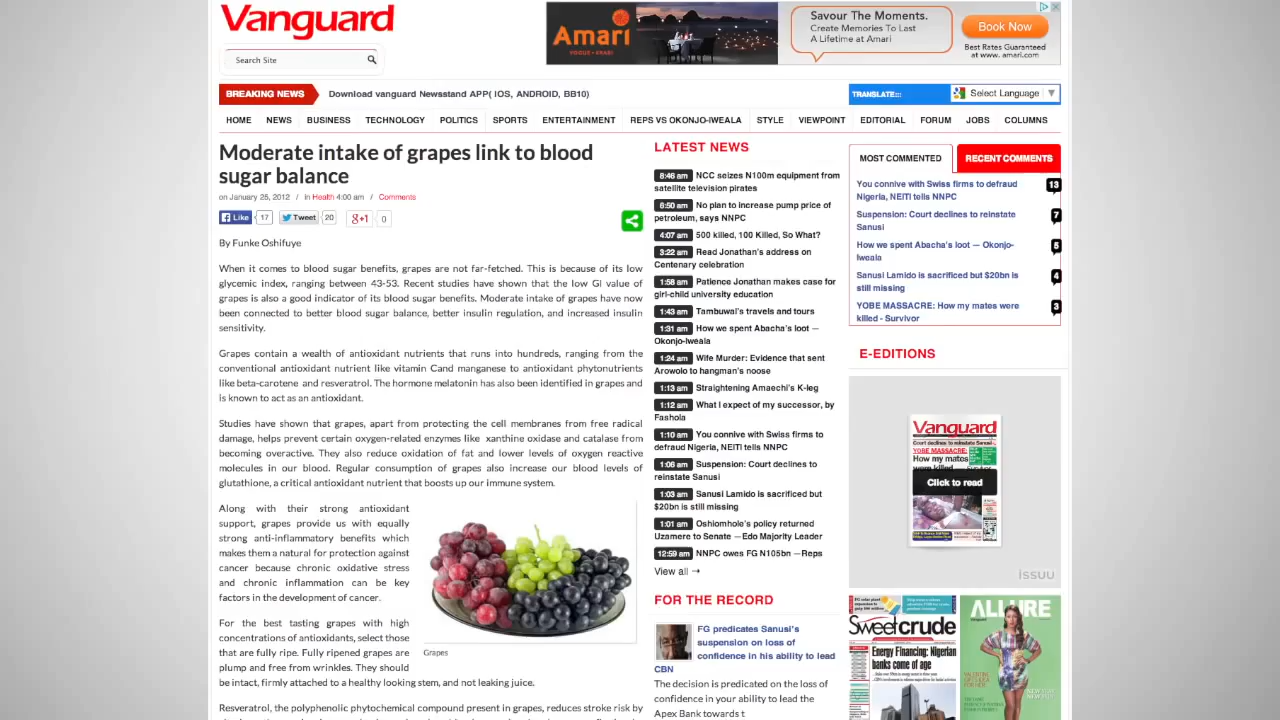 Vanguard
Search Site
AMARI
VOGUE • KRABI
Savour The Moments.
Create Memories To Last
A Lifetime at Amari
Book Now
Best Rates Guaranteed
at www. amari.com
BREAKING NEWS
Download vanguard Newsstand APP( IOS, ANDROID, BB10)
TRANSLATE:::
Select Language
HOME NEWS BUSINESS TECHNOLOGY POLITICS SPORTS ENTERTAINMENT REPS VS OKONJO-IWEALA STYLE VIEWPOINT EDITORIAL FORUM JOBS COLUMNS
Moderate intake of grapes link to blood
sugar balance
on January 25, 2012 / in Health 4:00 am / Comments
Like 17 Tweet 20 g+1 0
By Funke Oshifuye
When it comes to blood sugar benefits, grapes are not far-fetched. This is because of its low
glycemic index, ranging between 43-53. Recent studies have shown that the low GI value of
grapes is also a good indicator of its blood sugar benefits. Moderate intake of grapes have now
been connected to better blood sugar balance, better insulin regulation, and increased insulin
sensitivity.
Grapes contain a wealth of antioxidant nutrients that runs into hundreds, ranging from the
conventional antioxidant nutrient like vitamin Cand manganese to antioxidant phytonutrients
like beta-carotene and resveratrol. The hormone melatonin has also been identified in grapes and
is known to act as an antioxidant.
Studies have shown that grapes, apart from protecting the cell membranes from free radical
damage, helps prevent certain oxygen-related enzymes like xanthine oxidase and catalase from
becoming overactive. They also reduce oxidation of fat and lower levels of oxygen reactive
molecules in our blood. Regular consumption of grapes also increase our blood levels of
glutathione, a critical antioxidant nutrient that boosts up our immune system.
Along with their strong antioxidant
support, grapes provide us with equally
strong anti-inflammatory benefits which
makes them a natural for protection against
cancer because chronic oxidative stress
and chronic inflammation can be key
factors in the development of cancer.
Grapes
For the best tasting grapes with high
concentrations of antioxidants, select those
that are fully ripe. Fully ripened grapes are
plump and free from wrinkles. They should
be intact, firmly attached to a healthy looking stem, and not leaking juice.
Resveratrol, the polyphenolic phytochemical compound present in grapes, reduces stroke risk by
LATEST NEWS
8:46 am NCC seizes N100m equipment from
satellite television pirates
6:50 am No plan to increase pump price of
petroleum, says NNPC
4:07 am 500 killed, 100 Killed, So What?
3:22 am Read Jonathan's address on
Centenary celebration
1:58 am Patience Jonathan makes case for
girl-child university education
1:43 am Tambuwal's travels and tours
1:31 am How we spent Abacha's loot —
Okonjo-Iweala
1:24 am Wife Murder: Evidence that sent
Arowolo to hangman's noose
1:13 am Straightening Amaechi's K-leg
1:12 am What I expect of my successor, by
Fashola
1:10 am You connive with Swiss firms to
defraud Nigeria, NEITI tells NNPC
1:06 am Suspension: Court declines to
reinstate Sanusi
1:03 am Sanusi Lamido is sacrificed but
$20bn is still missing
1:01 am Oshiomhole's policy returned
Uzamere to Senate —Edo Majority Leader
12:59 am NNPC owes FG N105bn —Reps
View all →
FOR THE RECORD
FG predicates Sanusi's
suspension on loss of
confidence in his ability to lead
CBN
The decision is predicated on the loss of
confidence in your ability to lead the
Apex Bank towards t
MOST COMMENTED RECENT COMMENTS
You connive with Swiss firms to defraud 13
Nigeria, NEITI tells NNPC
Suspension: Court declines to reinstate 7
Sanusi
How we spent Abacha's loot — Okonjo- 5
Iweala
Sanusi Lamido is sacrificed but $20bn is 4
still missing
YOBE MASSACRE: How my mates were 3
killed - Survivor
E-EDITIONS
Vanguard
Court declines to reinstate Sanusi
YOBE MASSACRE:
How my mates
Click to read
issuu
Sweetcrude
Energy Financing: Nigerian
banks come of age
ALLURE